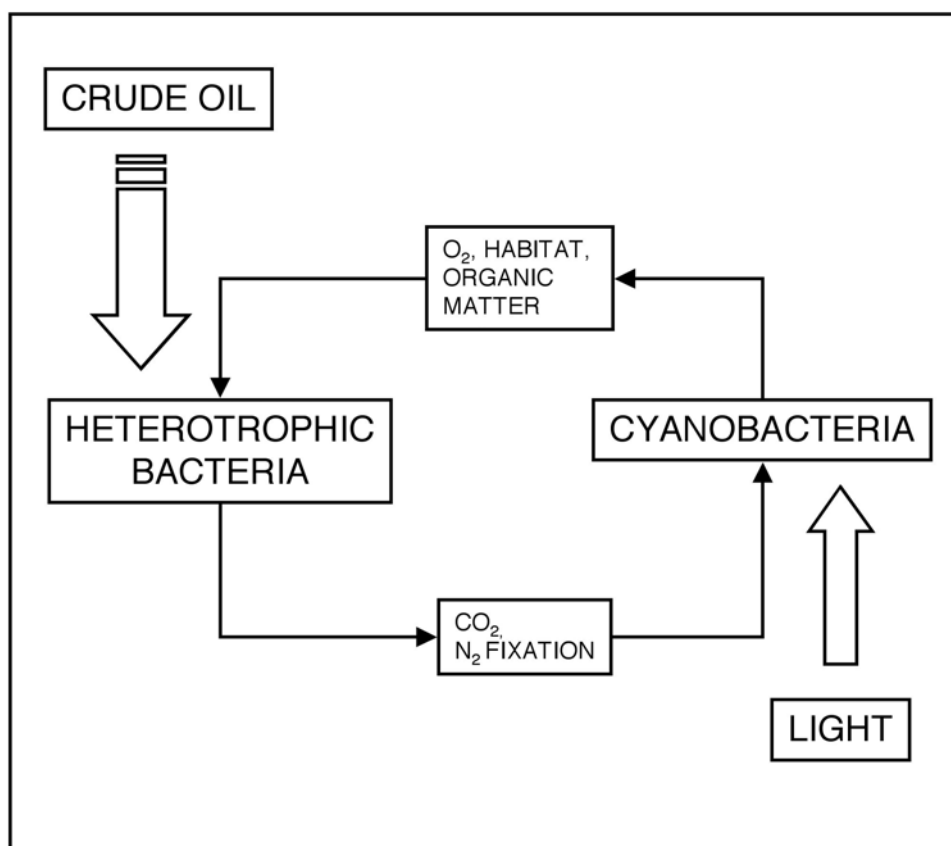 CRUDE OIL
O₂, HABITAT,
ORGANIC
MATTER
HETEROTROPHIC
BACTERIA
CYANOBACTERIA
CO₂,
N₂ FIXATION
LIGHT